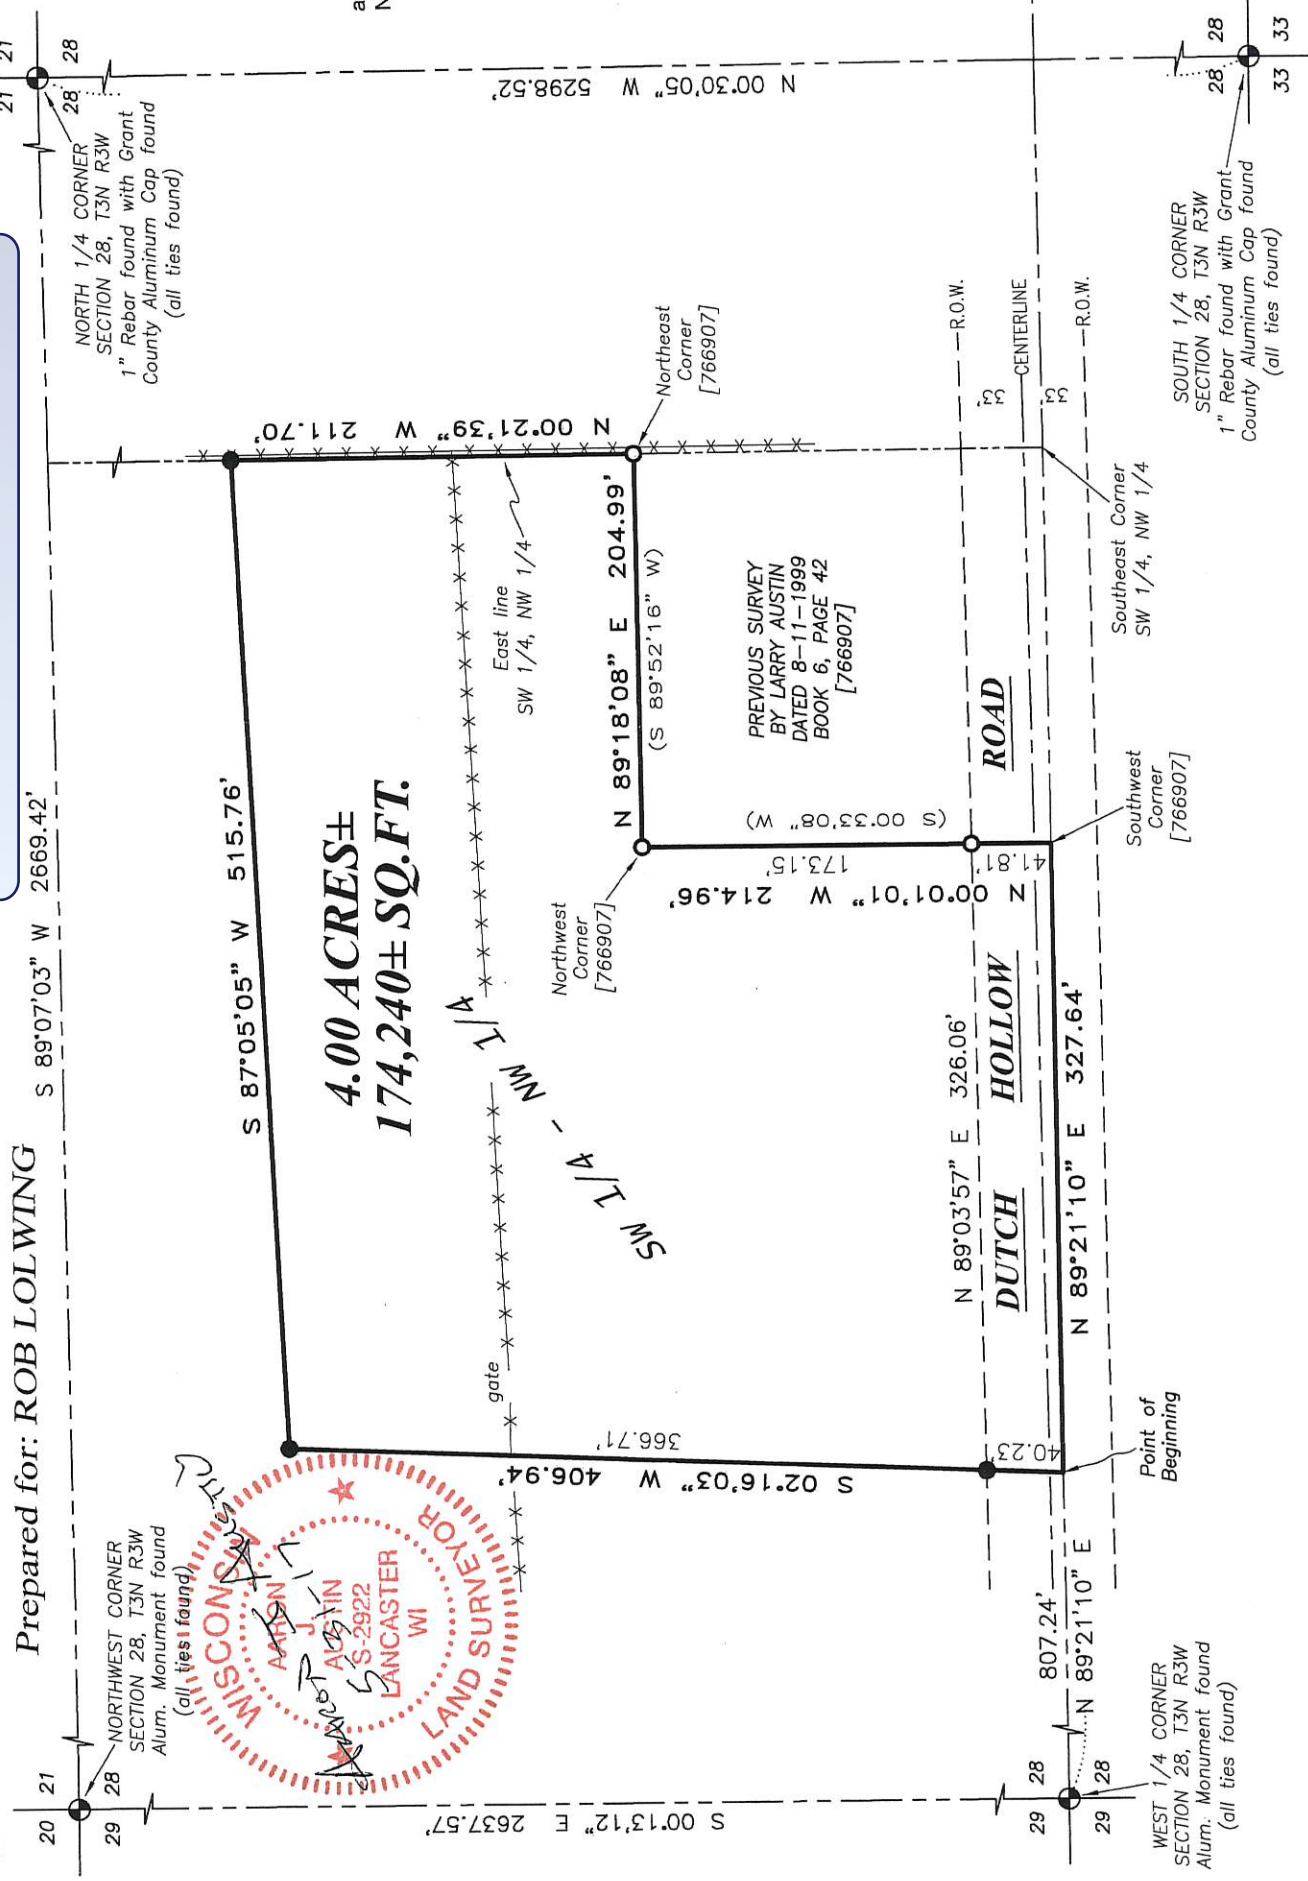 Prepared for: ROB LOLWING
20
21
29
28
NORTHWEST CORNER
SECTION 28, T3N R3W
Alum. Monument found
(all ties found)
S 89°07'03" W 2669.42'
21
21
28
28
NORTH 1/4 CORNER
SECTION 28, T3N R3W
1" Rebar found with Grant
County Aluminum Cap found
(all ties found)
S 87°05'05" W 515.76'
4.00 ACRES±
174,240± SQ.FT.
N 00°21'39" W 211.70'
East line
SW 1/4, NW 1/4
SW 1/4 - NW 1/4
gate
WISCONSIN
AARON
J.
AUSTIN
S-2922
LANCASTER
WI
LAND SURVEYOR
Aaron J. Austin
5-31-17
S 02°16'03" W 406.94'
366.71'
40.23'
Northeast
Corner
[766907]
N 89°18'08" E 204.99'
(S 89°52'16" W)
Northwest
Corner
[766907]
PREVIOUS SURVEY
BY LARRY AUSTIN
DATED 8-11-1999
BOOK 6, PAGE 42
[766907]
N 00°01'01" W 214.96'
173.15'
41.81'
(S 00°33'08" W)
N 89°03'57" E 326.06'
DUTCH HOLLOW ROAD
R.O.W.
33'
CENTERLINE
33'
R.O.W.
N 89°21'10" E 327.64'
Point of
Beginning
Southwest
Corner
[766907]
Southeast Corner
SW 1/4, NW 1/4
807.24'
N 89°21'10" E
S 00°13'12" E 2637.57'
29
28
29
28
WEST 1/4 CORNER
SECTION 28, T3N R3W
Alum. Monument found
(all ties found)
N 00°30'05" W 5298.52'
28
28
33
33
SOUTH 1/4 CORNER
SECTION 28, T3N R3W
1" Rebar found with Grant
County Aluminum Cap found
(all ties found)